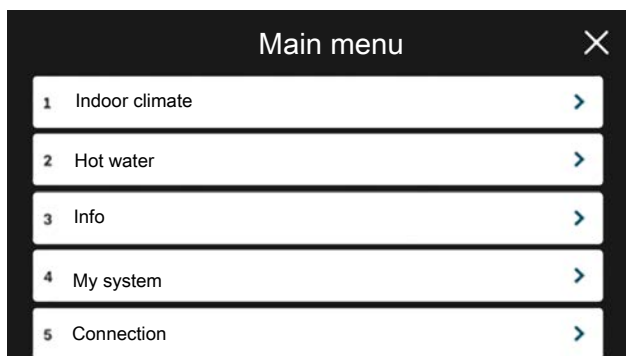 Main menu
1 Indoor climate
2 Hot water
3 Info
4 My system
5 Connection